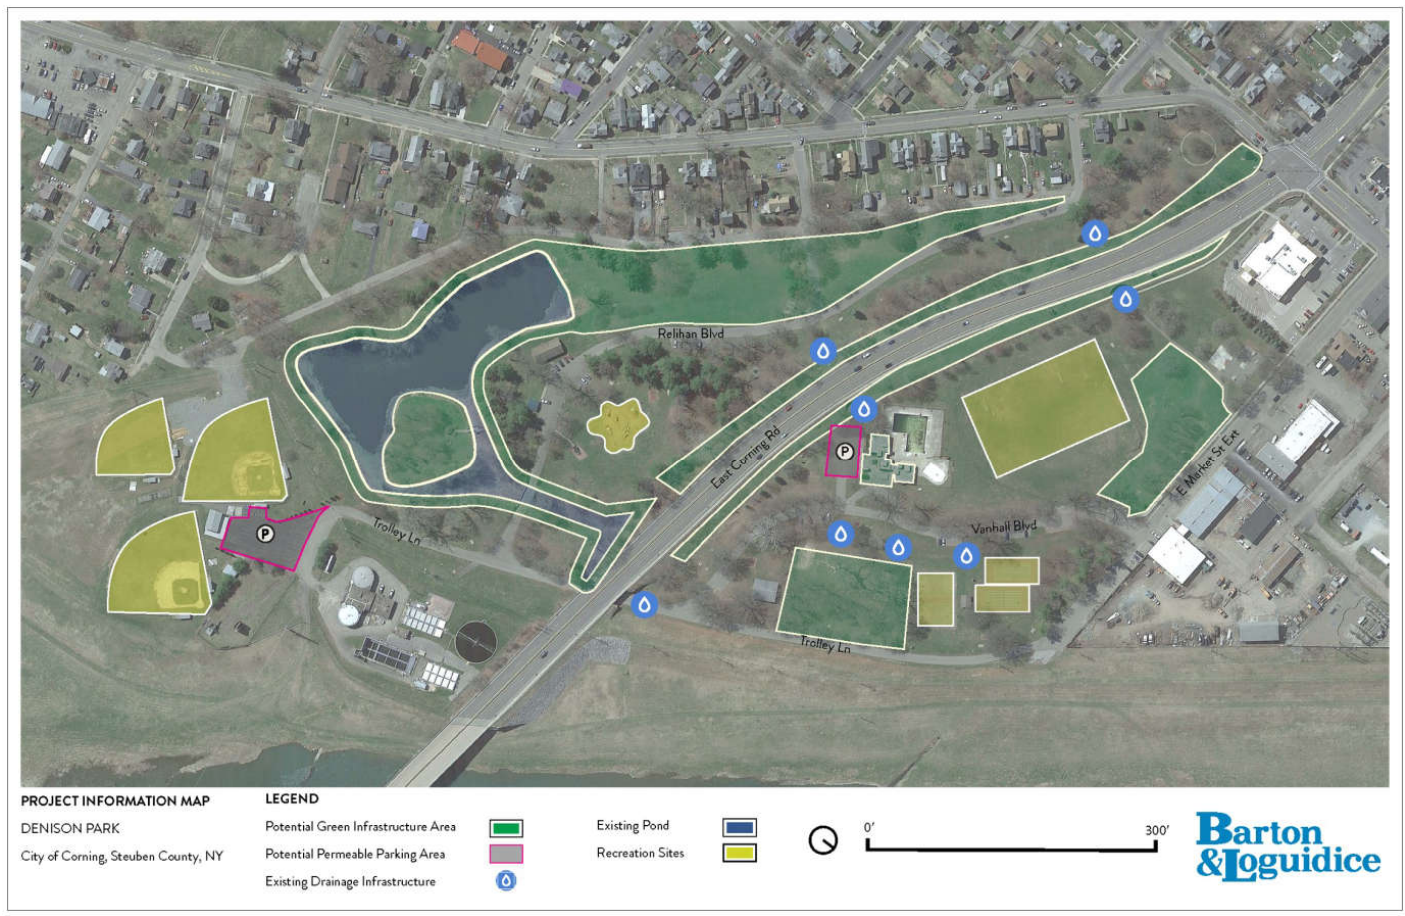 Relihan Blvd
East Corning Rd
E Market St Ext
P
P
Trolley Ln
Vanhall Blvd
Trolley Ln
PROJECT INFORMATION MAP
DENISON PARK
City of Corning, Steuben County, NY
LEGEND
Potential Green Infrastructure Area
Potential Permeable Parking Area
Existing Drainage Infrastructure
Existing Pond
Recreation Sites
0'
300'
Barton
&Loguidice